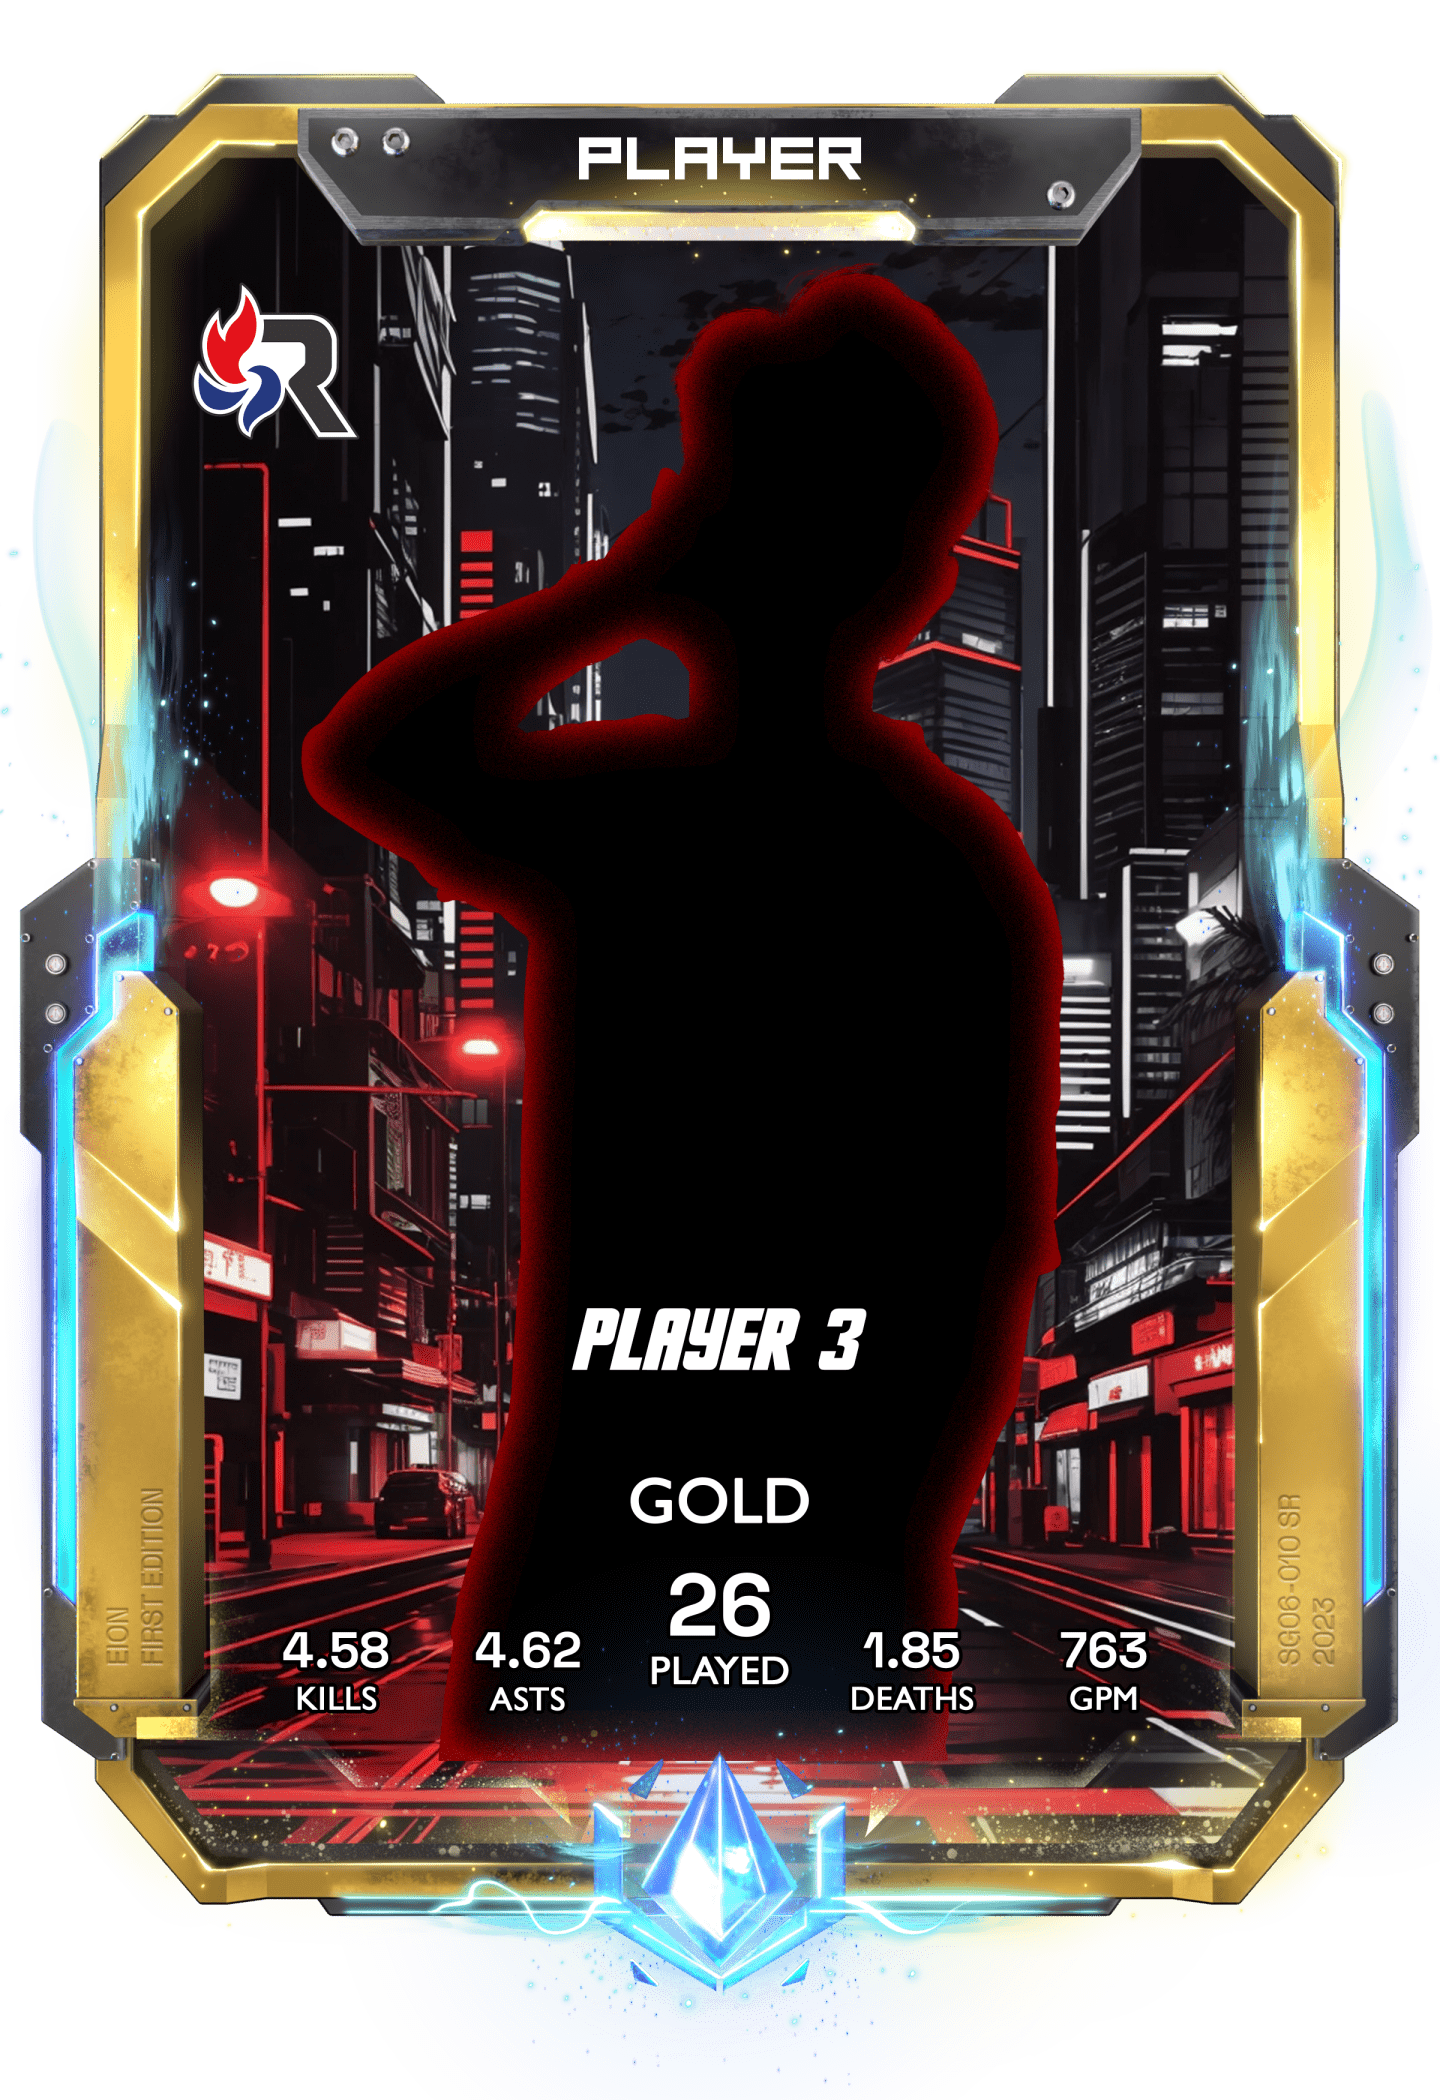 PLAYER
R
PLAYER 3
GOLD
26
PLAYED
4.58
KILLS
4.62
ASTS
1.85
DEATHS
763
GPM
EION
FIRST EDITION
SG06-010 SR
2023